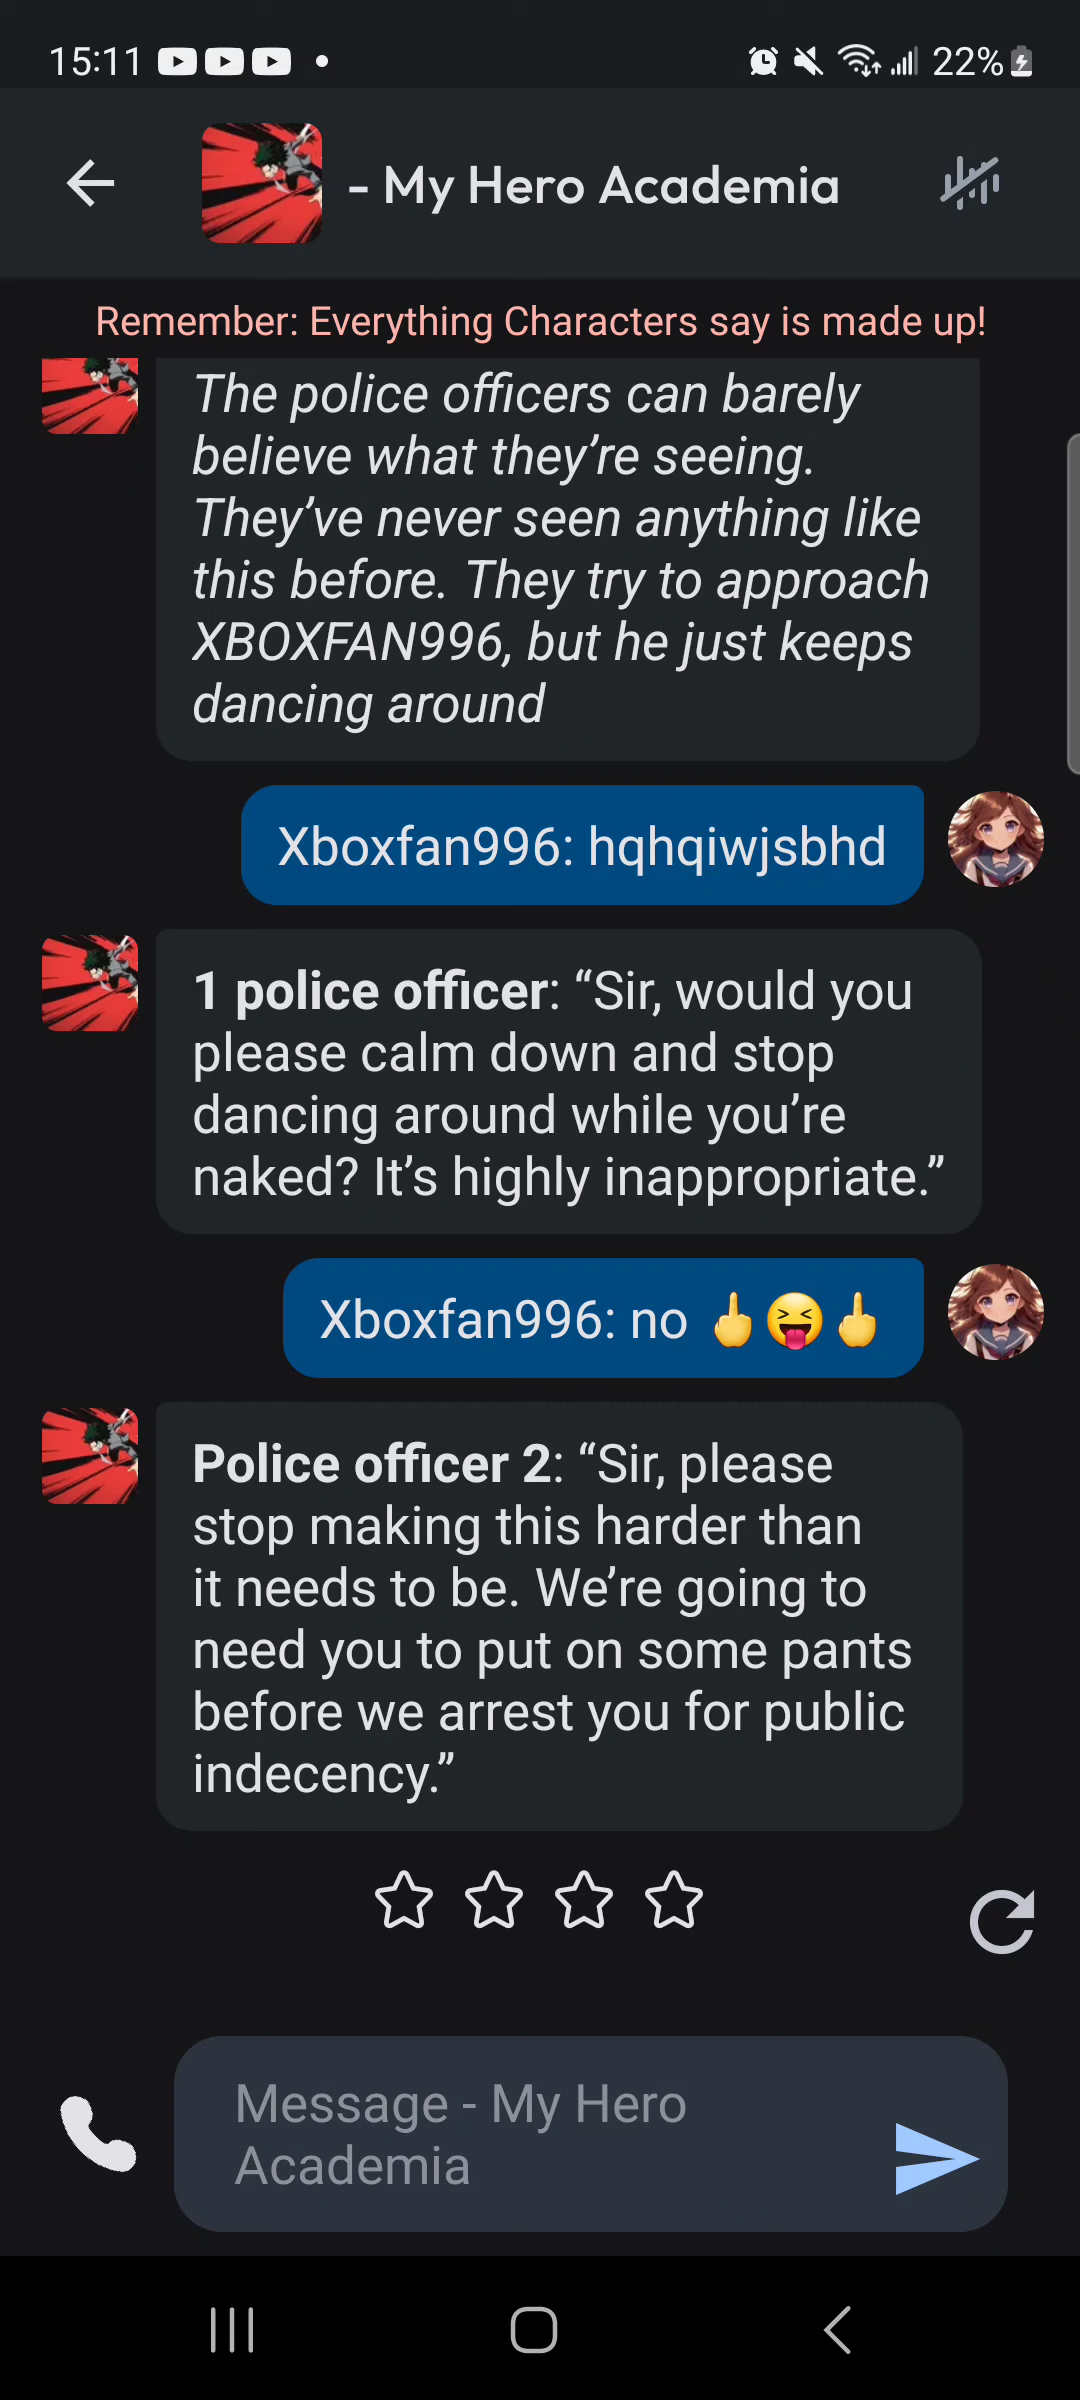 15:11
22%
- My Hero Academia
Remember: Everything Characters say is made up!
The police officers can barely
believe what they’re seeing.
They’ve never seen anything like
this before. They try to approach
XBOXFAN996, but he just keeps
dancing around
Xboxfan996: hqhqiwjsbhd
1 police officer: “Sir, would you
please calm down and stop
dancing around while you’re
naked? It’s highly inappropriate.”
Xboxfan996: no 🖕😝🖕
Police officer 2: “Sir, please
stop making this harder than
it needs to be. We’re going to
need you to put on some pants
before we arrest you for public
indecency.”
Message - My Hero
Academia